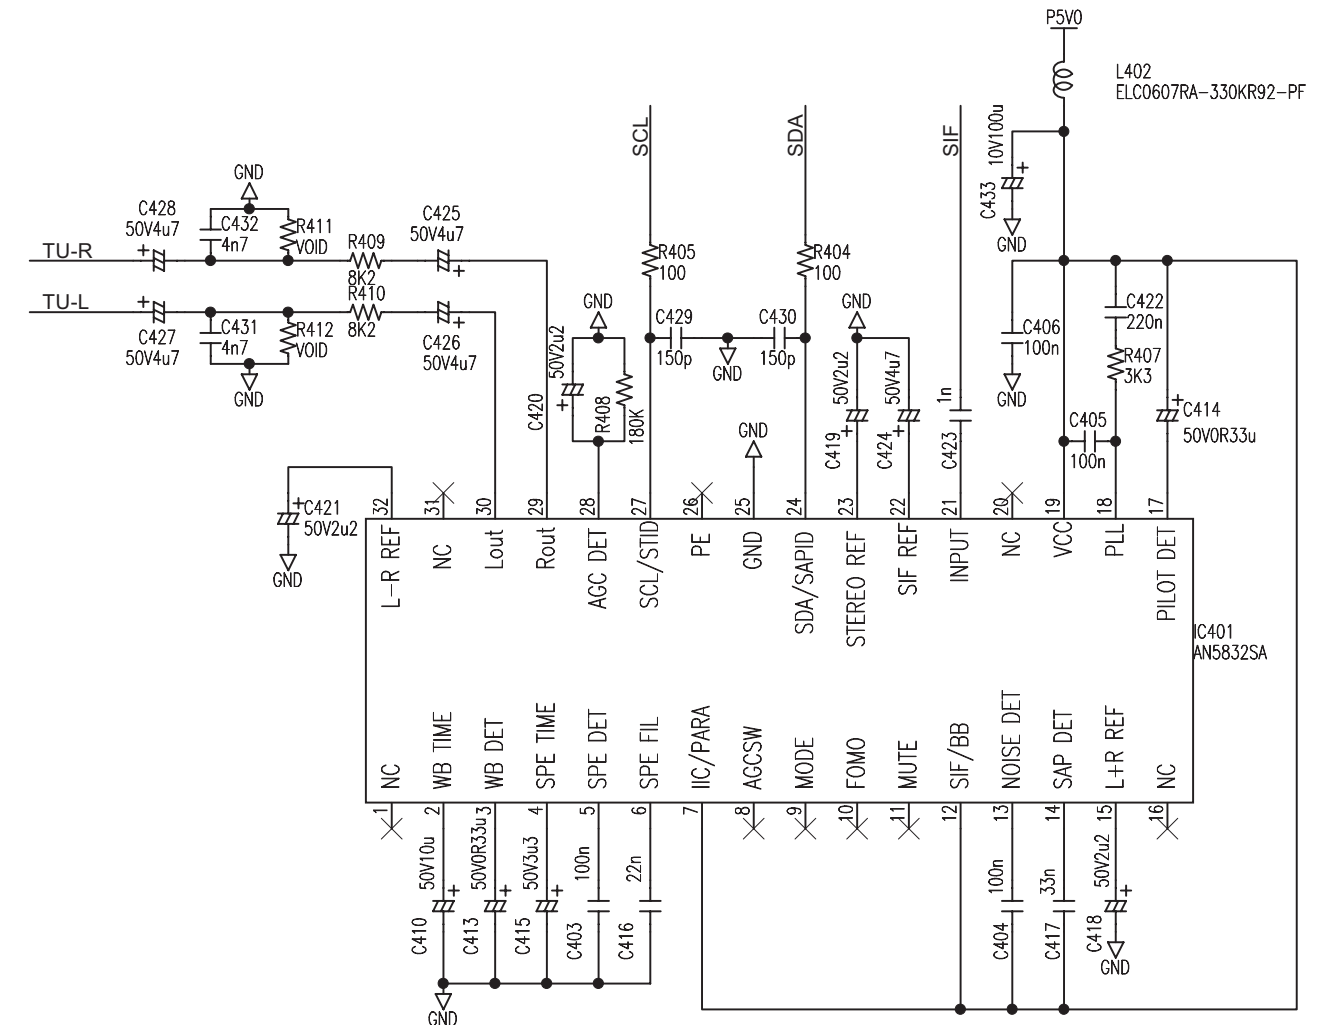 P5V0
L402
ELC0607RA-330KR92-PF
SCL
SDA
SIF
10V100u
C433
GND
GND
C428
50V4u7
C432
4n7
R411
VOID
R409
8K2
C425
50V4u7
TU-R
TU-L
C427
50V4u7
C431
4n7
R412
VOID
R410
8K2
C426
50V4u7
GND
R405
100
R404
100
GND
C420
50V2u2
R408
180K
C429
150p
C430
150p
GND
GND
C419
50V2u2
C424
50V4u7
1n
C423
C406
100n
GND
C422
220n
R407
3K3
C405
100n
C414
50V0R33u
GND
C421
50V2u2
GND
32
31
30
29
28
27
26
25
24
23
22
21
20
19
18
17
L-R REF
NC
Lout
Rout
AGC DET
SCL/STID
PE
GND
SDA/SAPID
STEREO REF
SIF REF
INPUT
NC
VCC
PLL
PILOT DET
IC401
AN5832SA
NC
WB TIME
WB DET
SPE TIME
SPE DET
SPE FIL
IIC/PARA
AGCSW
MODE
FOMO
MUTE
SIF/BB
NOISE DET
SAP DET
L+R REF
NC
1
2
3
4
5
6
7
8
9
10
11
12
13
14
15
16
50V10u
C410
50V0R33u
C413
50V3u3
C415
100n
C403
22n
C416
100n
C404
33n
C417
50V2u2
C418
GND
GND